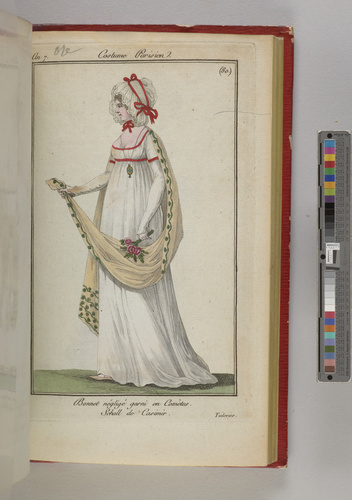 An 7.
Costume Parisien.
(80)
Bonnet négligé garni en Comètes.
Schall de Casimir.